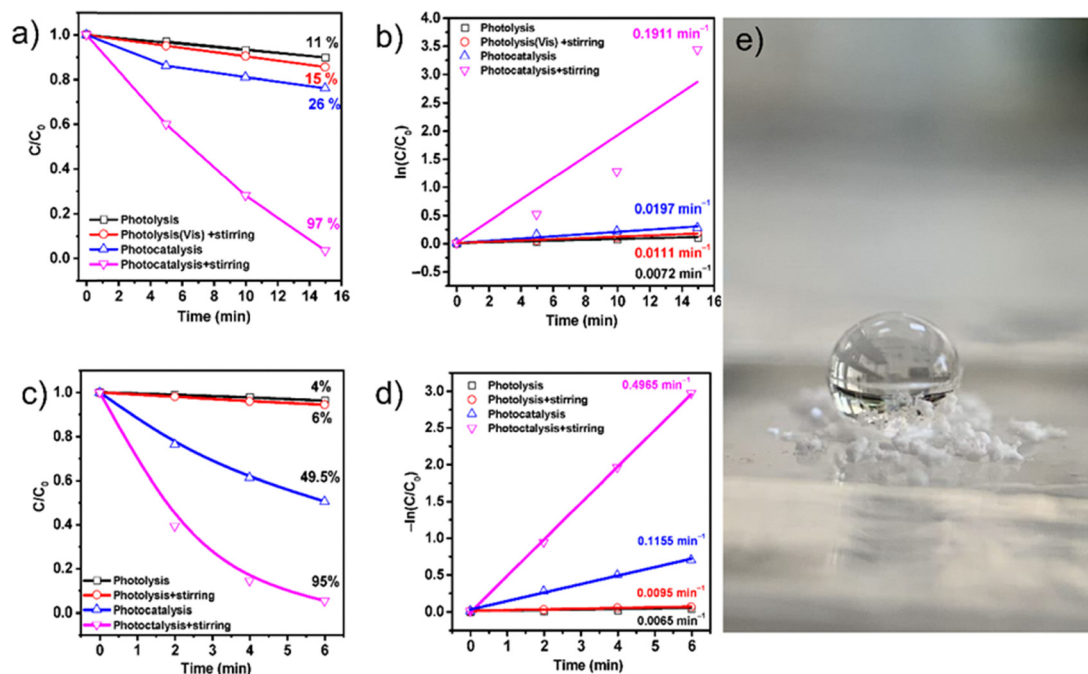 a)
1.0
0.8
0.6
0.4
0.2
0.0
C/C0
11 %
15 %
26 %
97 %
Photolysis
Photolysis(Vis) +stirring
Photocatalysis
Photocatalysis+stirring
0 2 4 6 8 10 12 14 16
Time (min)
b)
4.0
3.5
3.0
2.5
2.0
1.5
1.0
0.5
0.0
−0.5
ln(C/C0)
Photolysis
Photolysis(Vis) +stirring
Photocatalysis
Photocatalysis+stirring
0.1911 min−1
0.0197 min−1
0.0111 min−1
0.0072 min−1
0 2 4 6 8 10 12 14 16
Time (min)
e)
c)
1.0
0.8
0.6
0.4
0.2
0.0
C/C0
4%
6%
49.5%
95%
Photolysis
Photolysis+stirring
Photocatalysis
Photoctalysis+stirring
0 1 2 3 4 5 6
Time (min)
d)
3.0
2.5
2.0
1.5
1.0
0.5
0.0
−ln(C/C0)
Photolysis
Photolysis+stirring
Photocatalysis
Photoctalysis+stirring
0.4965 min−1
0.1155 min−1
0.0095 min−1
0.0065 min−1
0 1 2 3 4 5 6
Time (min)